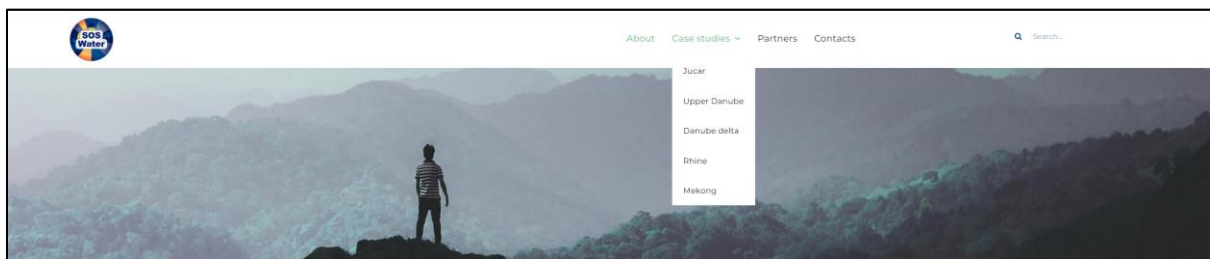 SOS
Water
About Case studies Partners Contacts Search...
Jucar
Upper Danube
Danube delta
Rhine
Mekong